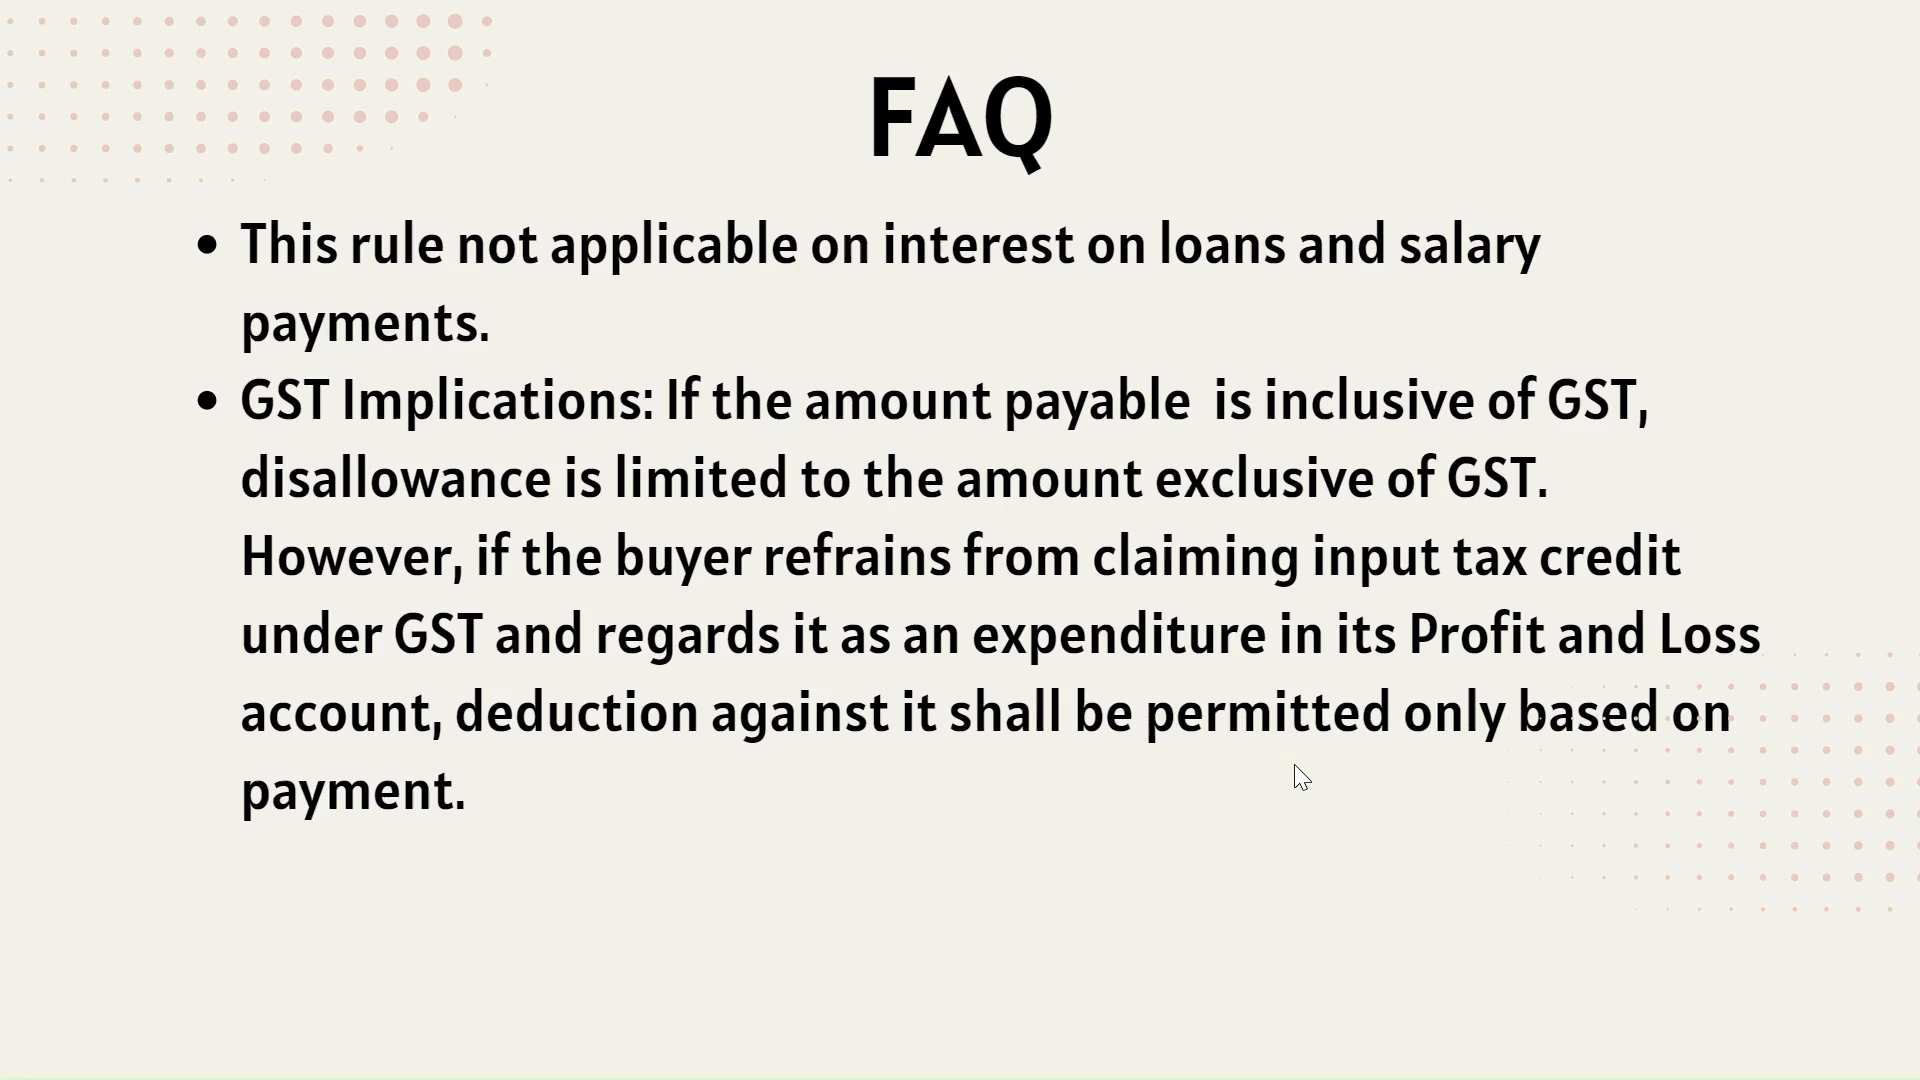 FAQ
• This rule not applicable on interest on loans and salary
payments.
• GST Implications: If the amount payable  is inclusive of GST,
disallowance is limited to the amount exclusive of GST.
However, if the buyer refrains from claiming input tax credit
under GST and regards it as an expenditure in its Profit and Loss
account, deduction against it shall be permitted only based on
payment.